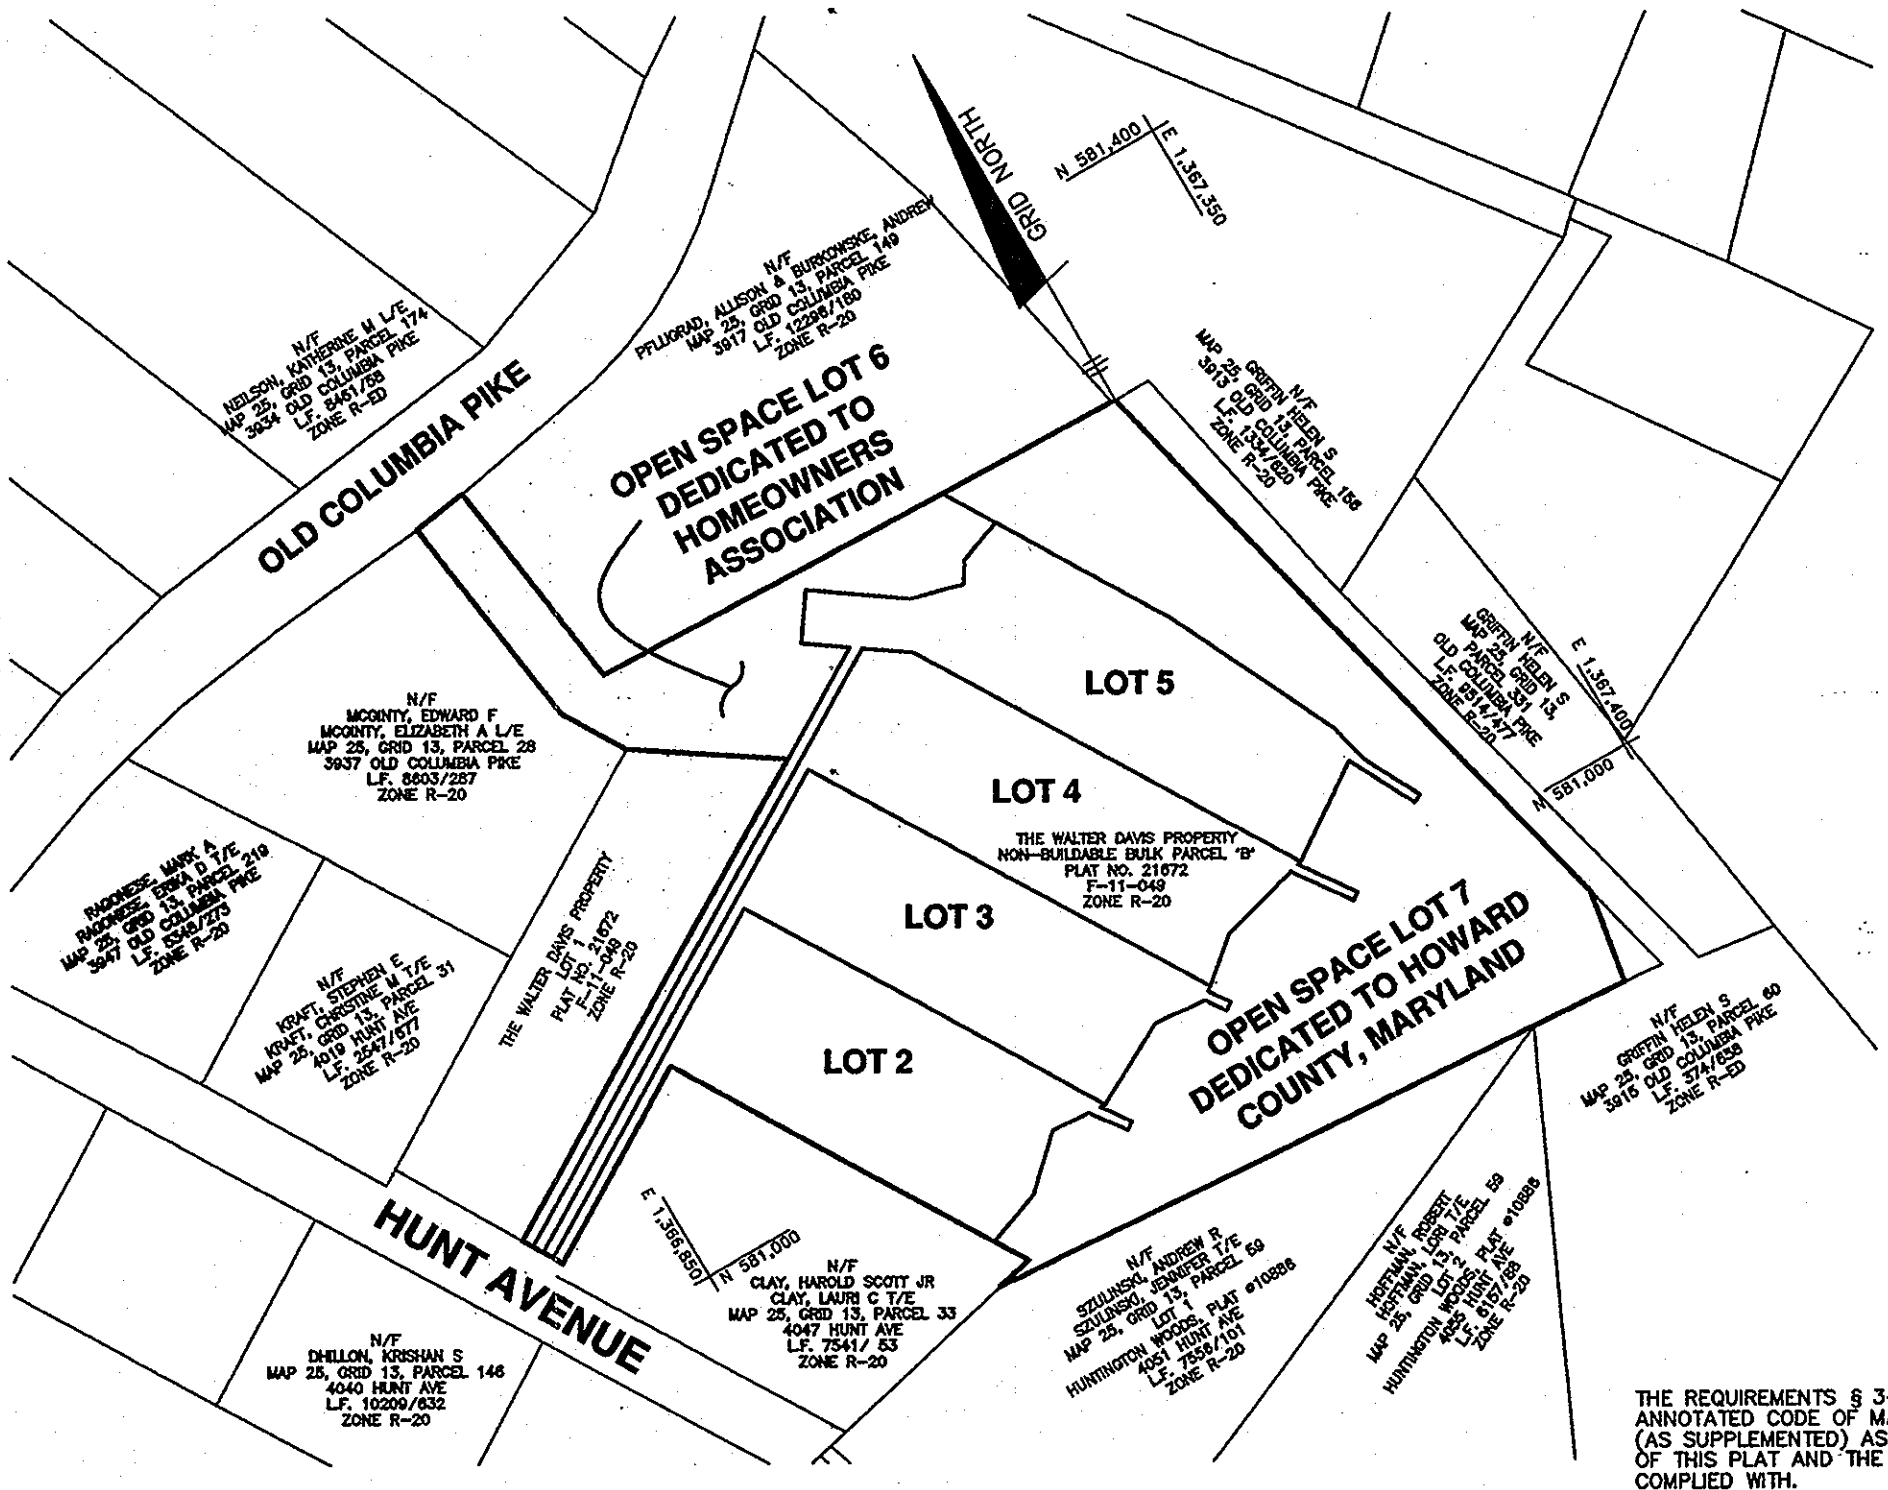 GRID NORTH
N 581,400
E 1,367,350
N/F
NEILSON, KATHERINE M L/E
MAP 25, GRID 13, PARCEL 174
3934 OLD COLUMBIA PIKE
L.F. 8461/58
ZONE R-ED
N/F
PFLUGRAD, ALLISON & BURKOWSKE, ANDREW
MAP 25, GRID 13, PARCEL 149
3917 OLD COLUMBIA PIKE
L.F. 12296/180
ZONE R-20
N/F
GRIFFIN HELEN S
MAP 25, GRID 13, PARCEL 156
3913 OLD COLUMBIA PIKE
L.F. 1334/620
ZONE R-20
OLD COLUMBIA PIKE
OPEN SPACE LOT 6
DEDICATED TO
HOMEOWNERS
ASSOCIATION
N/F
GRIFFIN HELEN S
MAP 25, GRID 13,
PARCEL 331
OLD COLUMBIA PIKE
L.F. 9514/477
ZONE R-20
E 1,367,400
N 581,000
N/F
MCGINTY, EDWARD F
MCGINTY, ELIZABETH A L/E
MAP 25, GRID 13, PARCEL 28
3937 OLD COLUMBIA PIKE
L.F. 8603/287
ZONE R-20
LOT 5
LOT 4
THE WALTER DAVIS PROPERTY
NON-BUILDABLE BULK PARCEL 'B'
PLAT NO. 21672
F-11-049
ZONE R-20
LOT 3
LOT 2
RAGONESE, MARK A
RAGONESE, ERIKA D T/E
MAP 25, GRID 13, PARCEL 219
3947 OLD COLUMBIA PIKE
L.F. 5348/273
ZONE R-20
N/F
KRAFT, STEPHEN E
KRAFT, CHRISTINE M T/E
MAP 25, GRID 13, PARCEL 31
4019 HUNT AVE
L.F. 2547/677
ZONE R-20
THE WALTER DAVIS PROPERTY
LOT 1
PLAT NO. 21672
F-11-049
ZONE R-20
OPEN SPACE LOT 7
DEDICATED TO HOWARD
COUNTY, MARYLAND
N/F
GRIFFIN HELEN S
MAP 25, GRID 13, PARCEL 60
3915 OLD COLUMBIA PIKE
L.F. 374/638
ZONE R-ED
HUNT AVENUE
E 1,366,850
N 581,000
N/F
CLAY, HAROLD SCOTT JR
CLAY, LAURI C T/E
MAP 25, GRID 13, PARCEL 33
4047 HUNT AVE
L.F. 7541/ 53
ZONE R-20
N/F
DHILLON, KRISHAN S
MAP 25, GRID 13, PARCEL 146
4040 HUNT AVE
L.F. 10209/632
ZONE R-20
N/F
SZULINSKI, ANDREW R
SZULINSKI, JENNIFER T/E
MAP 25, GRID 13, PARCEL 59
LOT 1
HUNTINGTON WOODS, PLAT #10886
4051 HUNT AVE
L.F. 7556/101
ZONE R-20
N/F
HOFFMAN, ROBERT
HOFFMAN, LORI T/E
MAP 25, GRID 13, PARCEL 59
LOT 2
HUNTINGTON WOODS, PLAT #10886
4055 HUNT AVE
L.F. 6157/68
ZONE R-20
THE REQUIREMENTS § 3-
ANNOTATED CODE OF MA
(AS SUPPLEMENTED) AS
OF THIS PLAT AND THE
COMPLIED WITH.